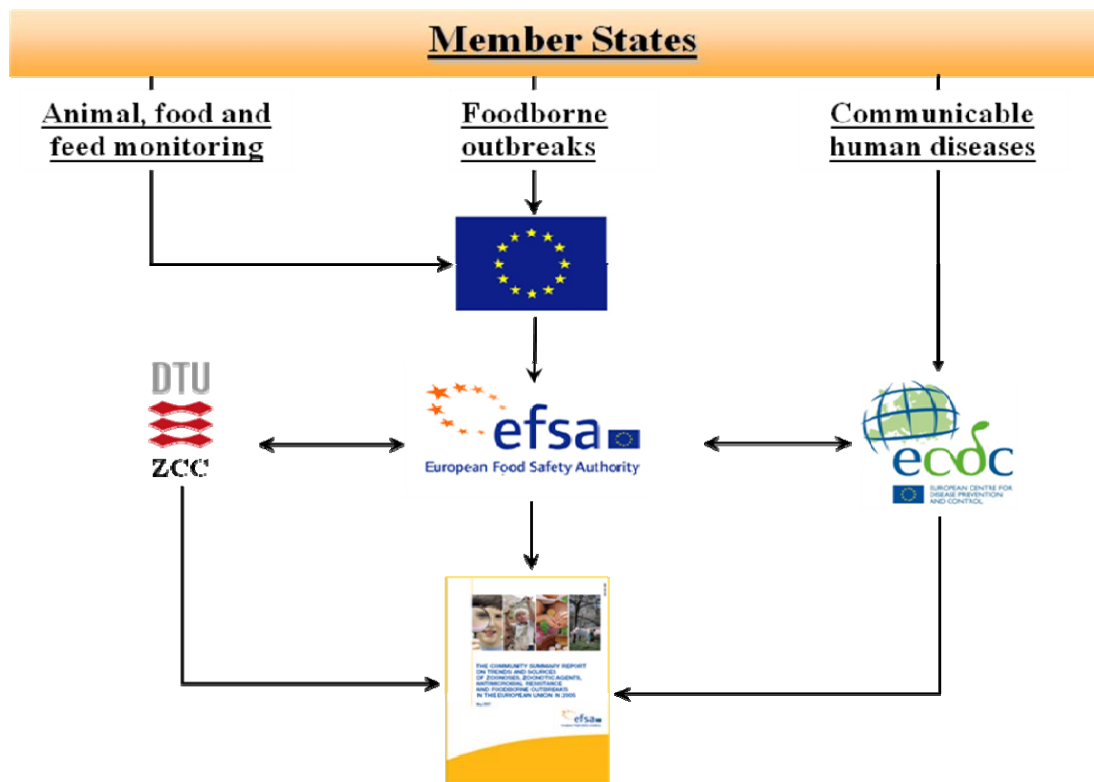 Member States
Animal, food and
feed monitoring
Foodborne
outbreaks
Communicable
human diseases
DTU
ZCC
efsa
European Food Safety Authority
ecdc
EUROPEAN CENTRE FOR
DISEASE PREVENTION
AND CONTROL
THE COMMUNITY SUMMARY REPORT
ON TRENDS AND SOURCES
OF ZOONOSES, ZOONOTIC AGENTS,
ANTIMICROBIAL RESISTANCE
AND FOODBORNE OUTBREAKS
IN THE EUROPEAN UNION IN 2005
efsa